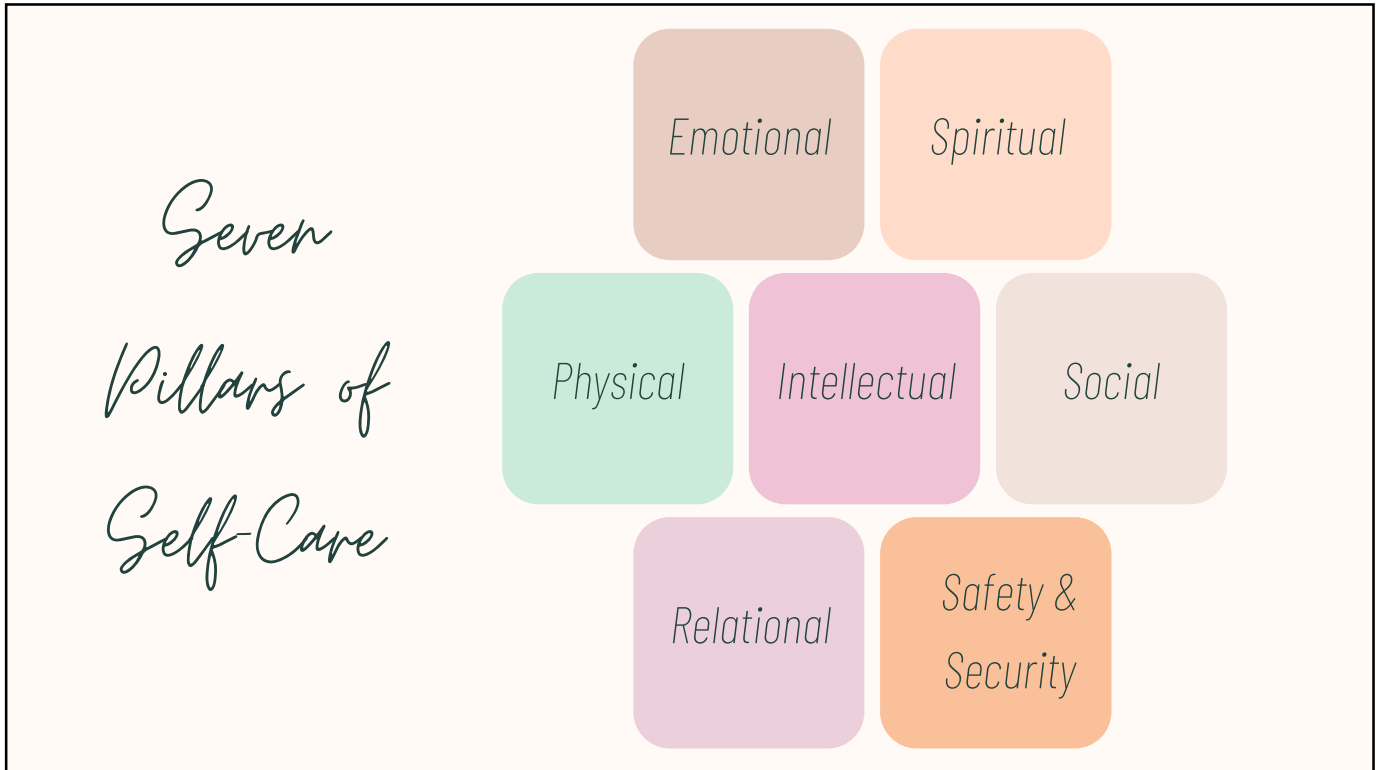 Seven
Pillars of
Self-Care
Emotional
Spiritual
Physical
Intellectual
Social
Relational
Safety &
Security